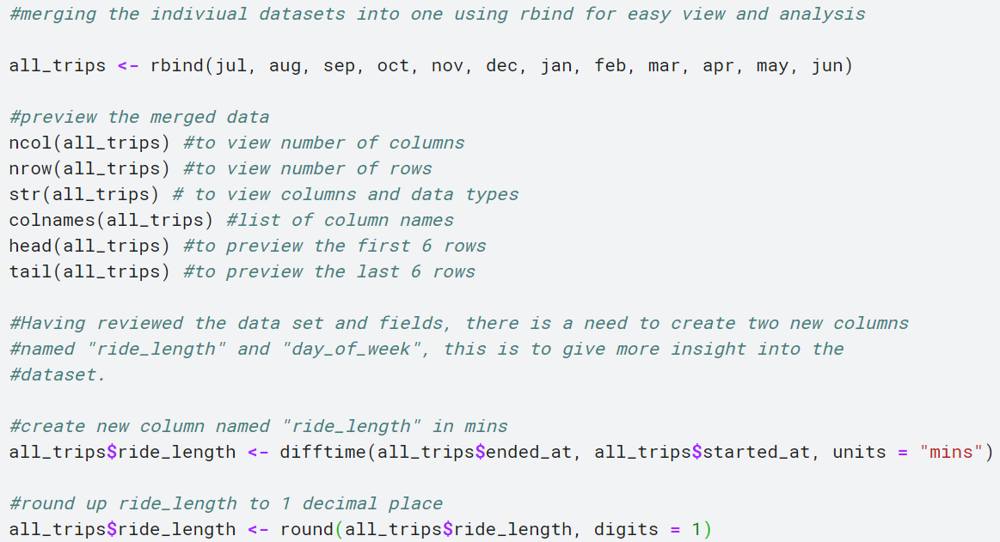 #merging the indiviual datasets into one using rbind for easy view and analysis
all_trips <- rbind(jul, aug, sep, oct, nov, dec, jan, feb, mar, apr, may, jun)
#preview the merged data
ncol(all_trips) #to view number of columns
nrow(all_trips) #to view number of rows
str(all_trips) # to view columns and data types
colnames(all_trips) #list of column names
head(all_trips) #to preview the first 6 rows
tail(all_trips) #to preview the last 6 rows
#Having reviewed the data set and fields, there is a need to create two new columns
#named "ride_length" and "day_of_week", this is to give more insight into the
#dataset.
#create new column named "ride_length" in mins
all_trips$ride_length <- difftime(all_trips$ended_at, all_trips$started_at, units = "mins")
#round up ride_length to 1 decimal place
all_trips$ride_length <- round(all_trips$ride_length, digits = 1)